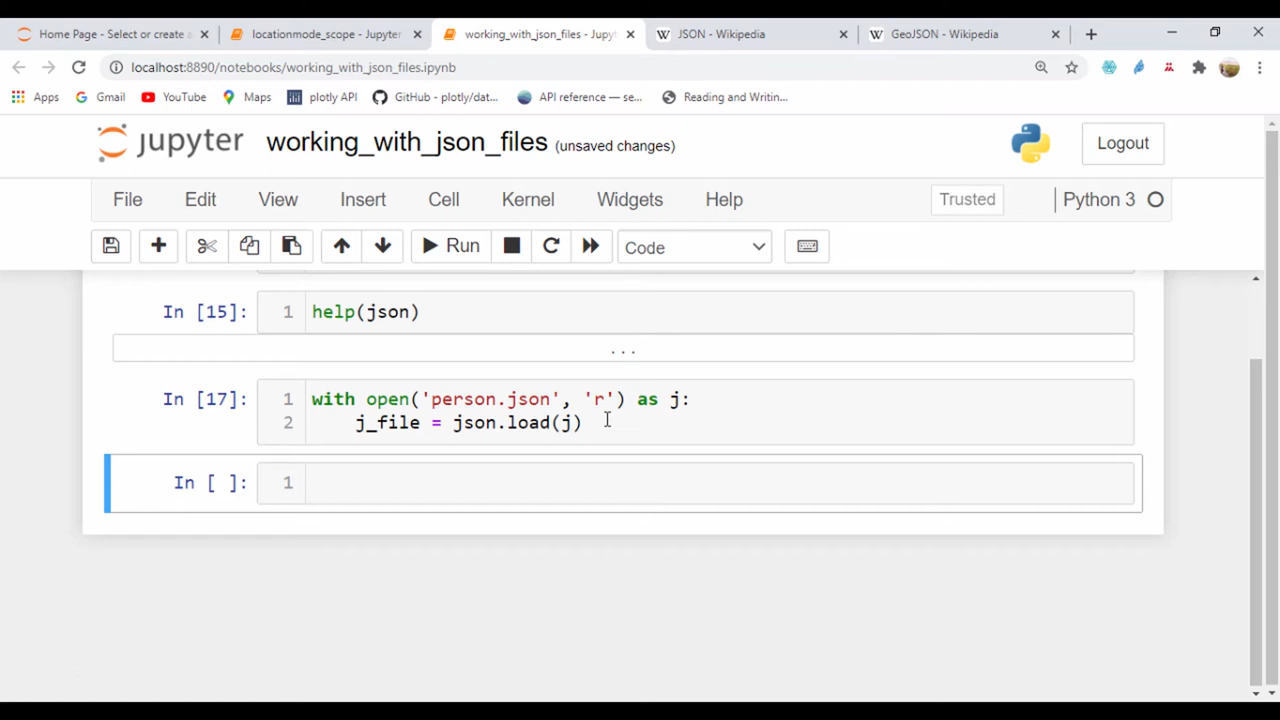 Home Page - Select or create a
locationmode_scope - Jupyter
working_with_json_files - Jupyt
JSON - Wikipedia
GeoJSON - Wikipedia
localhost:8890/notebooks/working_with_json_files.ipynb
Apps
Gmail
YouTube
Maps
plotly API
GitHub - plotly/dat...
API reference — se...
Reading and Writin...
jupyter
working_with_json_files (unsaved changes)
Logout
File
Edit
View
Insert
Cell
Kernel
Widgets
Help
Trusted
Python 3
Run
Code
In [15]:
1 help(json)
...
In [17]:
1 with open('person.json', 'r') as j:
2 j_file = json.load(j)
In [ ]:
1